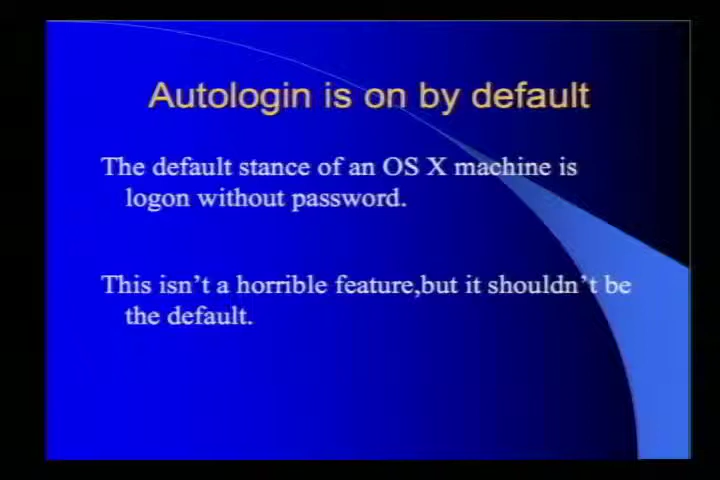 Autologin is on by default
The default stance of an OS X machine is
logon without password.
This isn't a horrible feature,but it shouldn't be
the default.